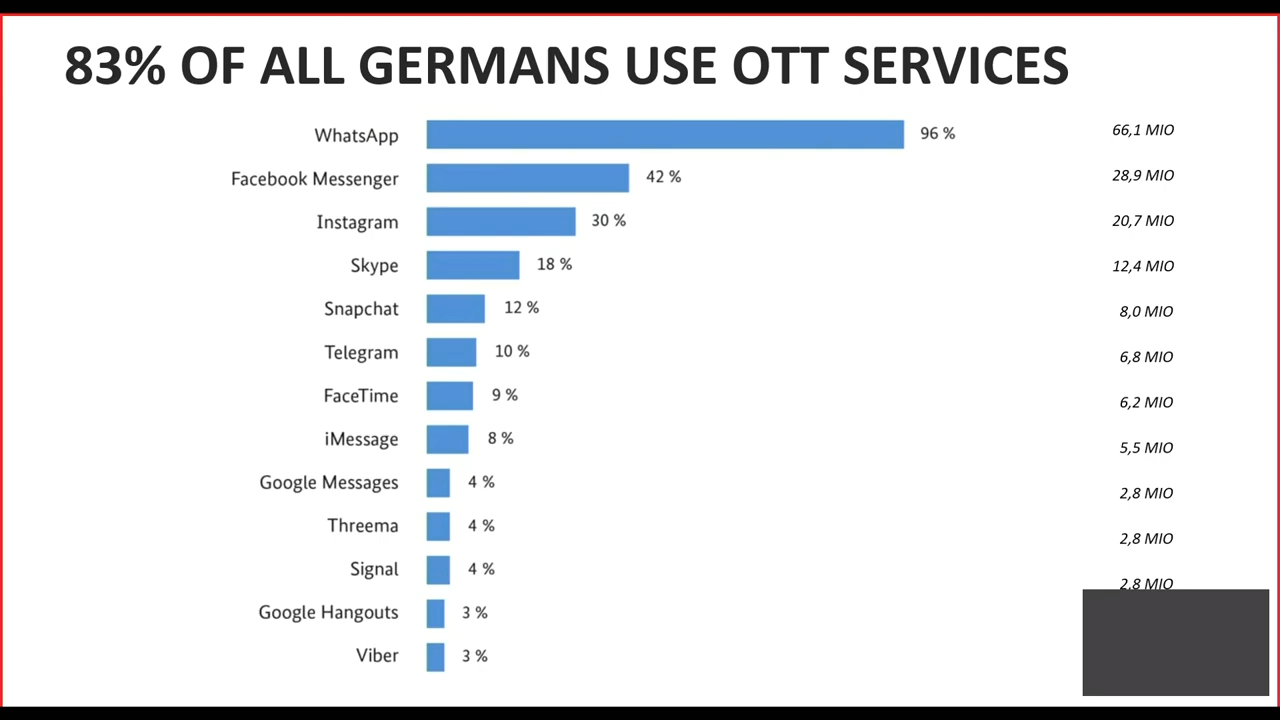 83% OF ALL GERMANS USE OTT SERVICES
WhatsApp 96 % 66,1 MIO
Facebook Messenger 42 % 28,9 MIO
Instagram 30 % 20,7 MIO
Skype 18 % 12,4 MIO
Snapchat 12 % 8,0 MIO
Telegram 10 % 6,8 MIO
FaceTime 9 % 6,2 MIO
iMessage 8 % 5,5 MIO
Google Messages 4 % 2,8 MIO
Threema 4 % 2,8 MIO
Signal 4 % 2,8 MIO
Google Hangouts 3 %
Viber 3 %